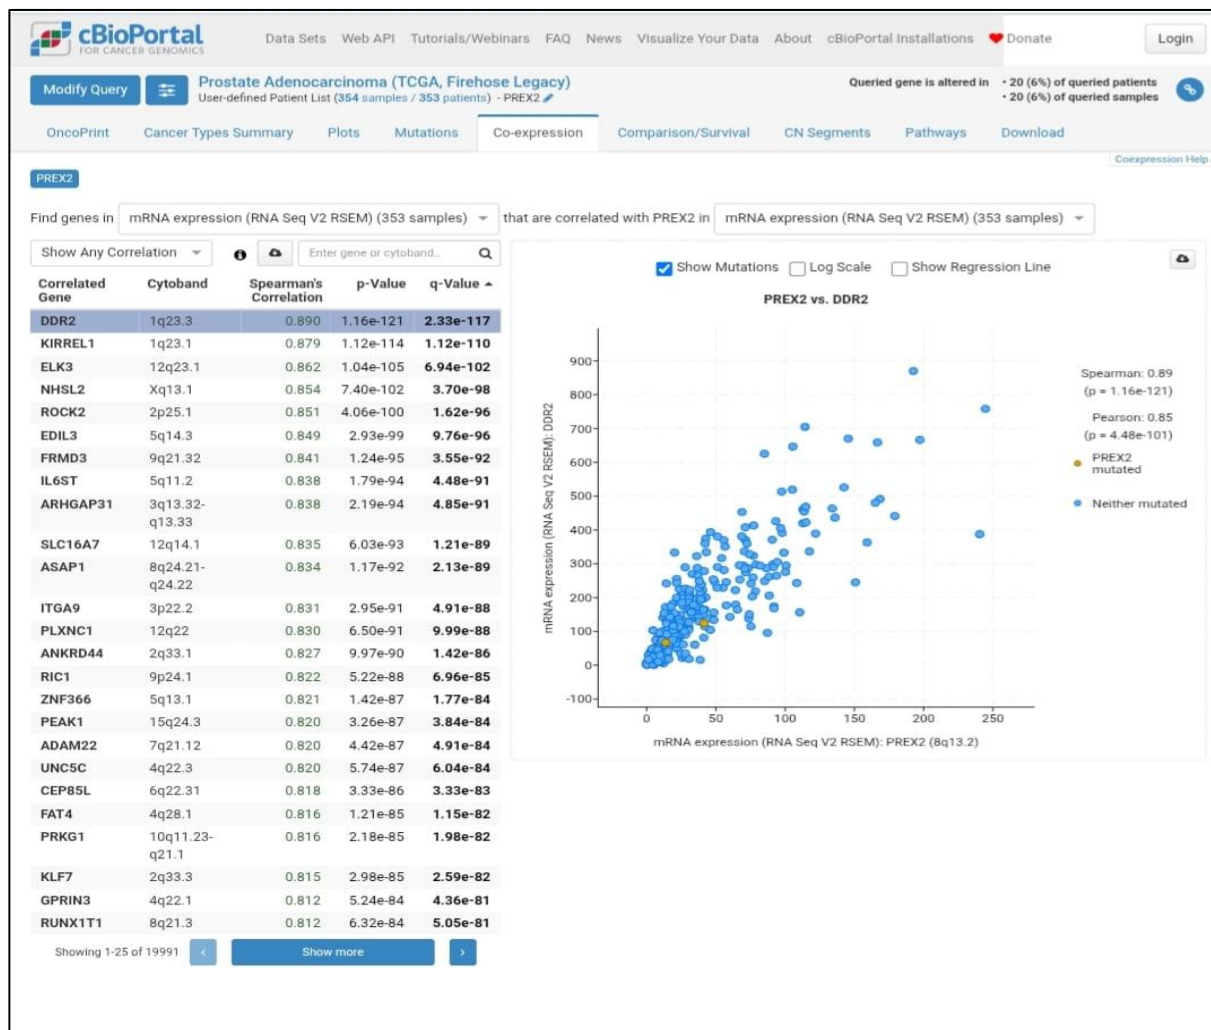 cBioPortal
FOR CANCER GENOMICS
Data Sets Web API Tutorials/Webinars FAQ News Visualize Your Data About cBioPortal Installations Donate Login
Modify Query
Prostate Adenocarcinoma (TCGA, Firehose Legacy)
User-defined Patient List (354 samples / 353 patients) - PREX2
Queried gene is altered in
• 20 (6%) of queried patients
• 20 (6%) of queried samples
OncoPrint Cancer Types Summary Plots Mutations Co-expression Comparison/Survival CN Segments Pathways Download
Coexpression Help
PREX2
Find genes in mRNA expression (RNA Seq V2 RSEM) (353 samples) that are correlated with PREX2 in mRNA expression (RNA Seq V2 RSEM) (353 samples)
Show Any Correlation Enter gene or cytoband..
Correlated Gene Cytoband Spearman's Correlation p-Value q-Value
DDR2 1q23.3 0.890 1.16e-121 2.33e-117
KIRREL1 1q23.1 0.879 1.12e-114 1.12e-110
ELK3 12q23.1 0.862 1.04e-105 6.94e-102
NHSL2 Xq13.1 0.854 7.40e-102 3.70e-98
ROCK2 2p25.1 0.851 4.06e-100 1.62e-96
EDIL3 5q14.3 0.849 2.93e-99 9.76e-96
FRMD3 9q21.32 0.841 1.24e-95 3.55e-92
IL6ST 5q11.2 0.838 1.79e-94 4.48e-91
ARHGAP31 3q13.32-q13.33 0.838 2.19e-94 4.85e-91
SLC16A7 12q14.1 0.835 6.03e-93 1.21e-89
ASAP1 8q24.21-q24.22 0.834 1.17e-92 2.13e-89
ITGA9 3p22.2 0.831 2.95e-91 4.91e-88
PLXNC1 12q22 0.830 6.50e-91 9.99e-88
ANKRD44 2q33.1 0.827 9.97e-90 1.42e-86
RIC1 9p24.1 0.822 5.22e-88 6.96e-85
ZNF366 5q13.1 0.821 1.42e-87 1.77e-84
PEAK1 15q24.3 0.820 3.26e-87 3.84e-84
ADAM22 7q21.12 0.820 4.42e-87 4.91e-84
UNC5C 4q22.3 0.820 5.74e-87 6.04e-84
CEP85L 6q22.31 0.818 3.33e-86 3.33e-83
FAT4 4q28.1 0.816 1.21e-85 1.15e-82
PRKG1 10q11.23-q21.1 0.816 2.18e-85 1.98e-82
KLF7 2q33.3 0.815 2.98e-85 2.59e-82
GPRIN3 4q22.1 0.812 5.24e-84 4.36e-81
RUNX1T1 8q21.3 0.812 6.32e-84 5.05e-81
Showing 1-25 of 19991 < Show more >
Show Mutations Log Scale Show Regression Line
PREX2 vs. DDR2
mRNA expression (RNA Seq V2 RSEM): DDR2
900
800
700
600
500
400
300
200
100
0
-100
0 50 100 150 200 250
mRNA expression (RNA Seq V2 RSEM): PREX2 (8q13.2)
Spearman: 0.89
(p = 1.16e-121)
Pearson: 0.85
(p = 4.48e-101)
PREX2
mutated
Neither mutated